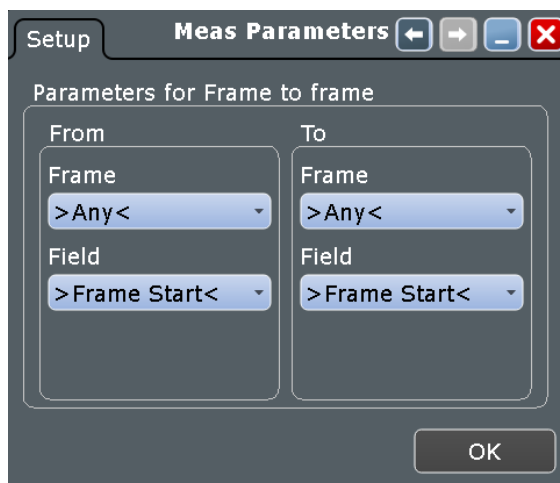 Setup
Meas Parameters
Parameters for Frame to frame
From
Frame
>Any<
Field
>Frame Start<
To
Frame
>Any<
Field
>Frame Start<
OK